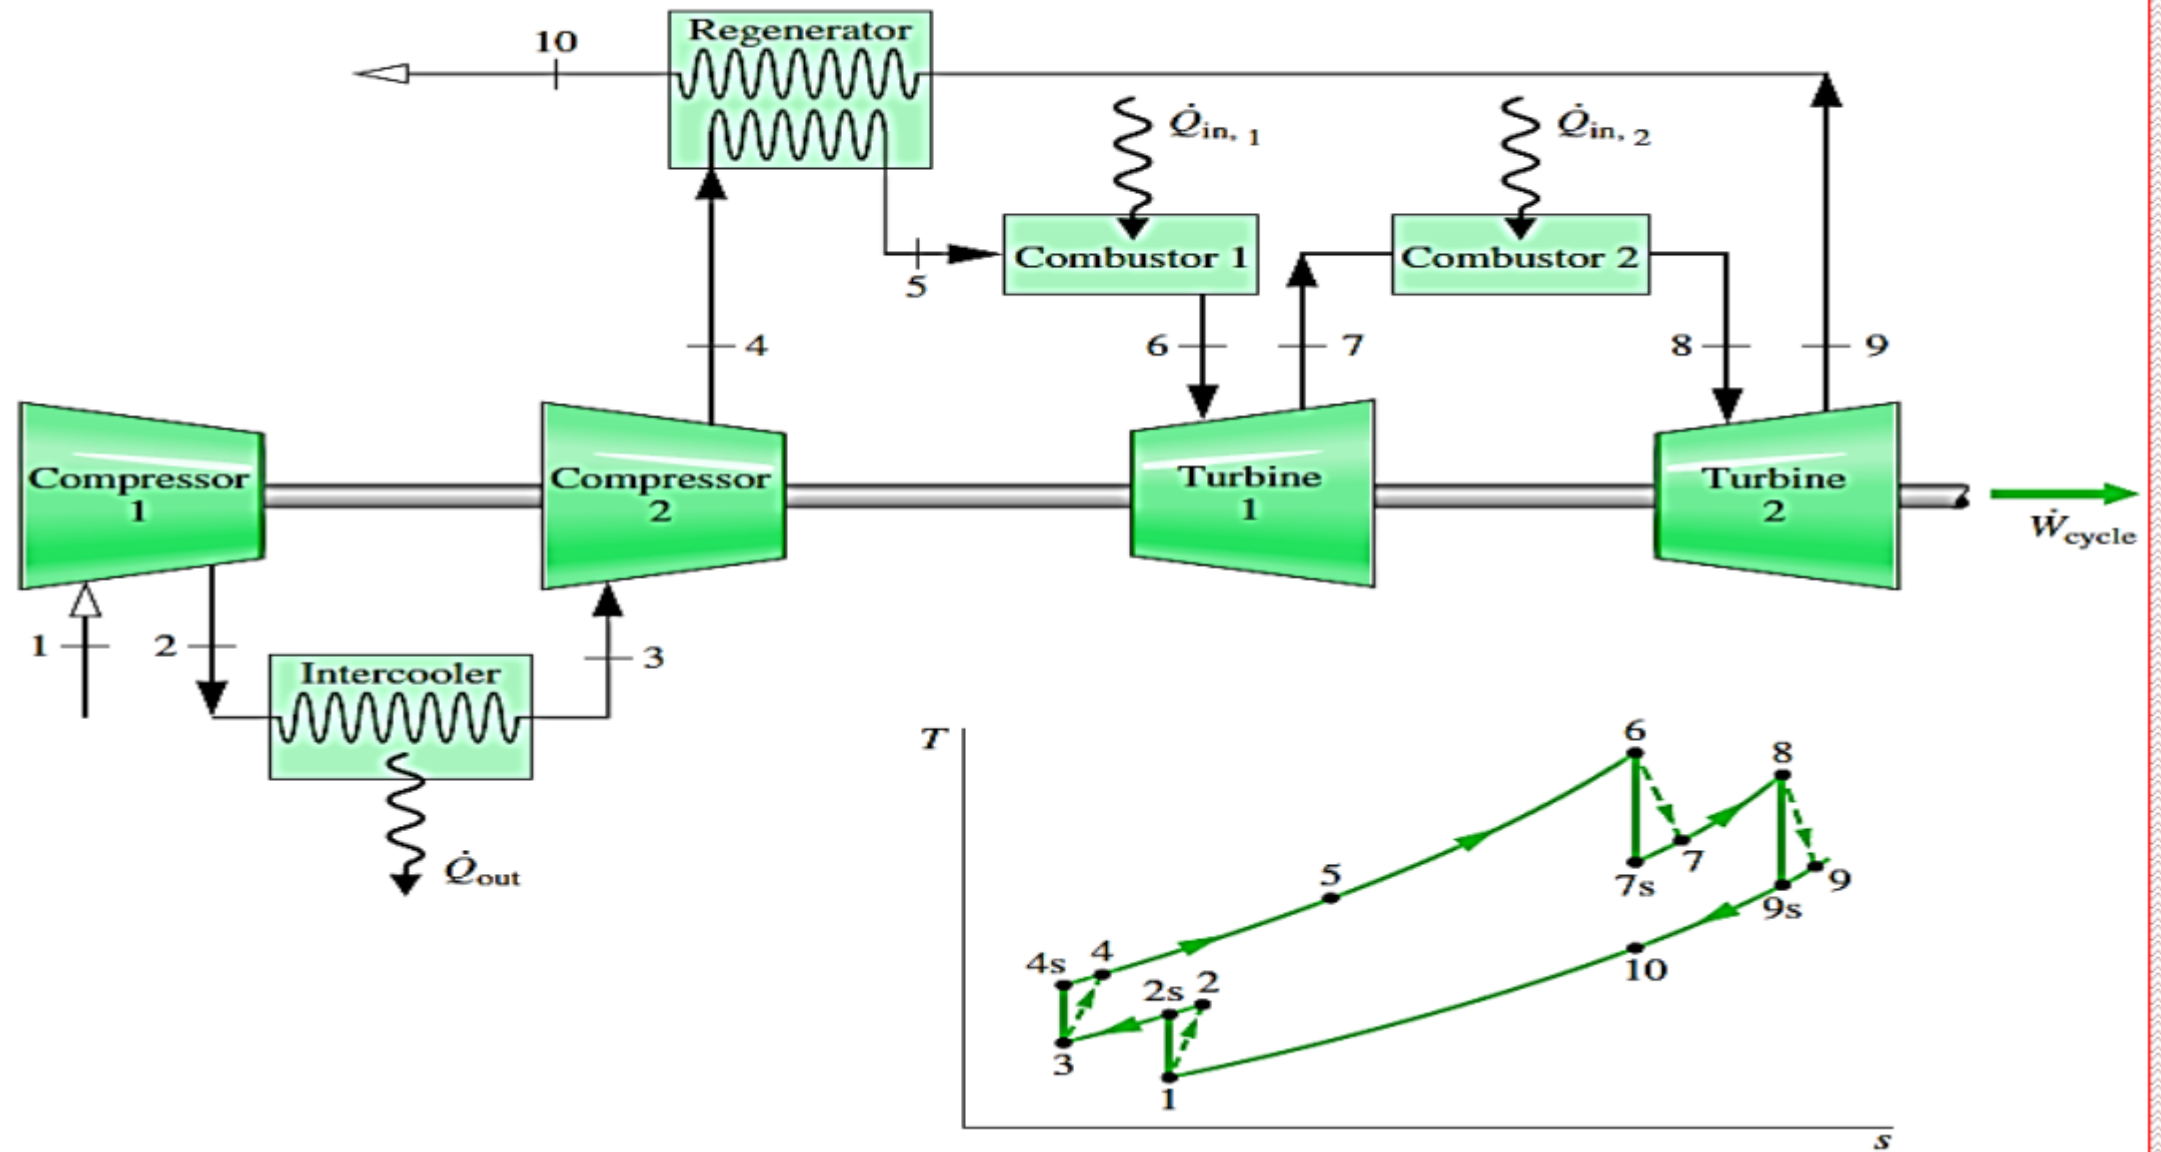 Regenerator
10
Q̇in, 1
Q̇in, 2
Combustor 1
Combustor 2
5
4
6
7
8
9
Compressor
1
Compressor
2
Turbine
1
Turbine
2
Ẇcycle
1
2
3
Intercooler
Q̇out
T
6
8
5
7
7s
9
9s
4s
4
10
2s
2
3
1
s